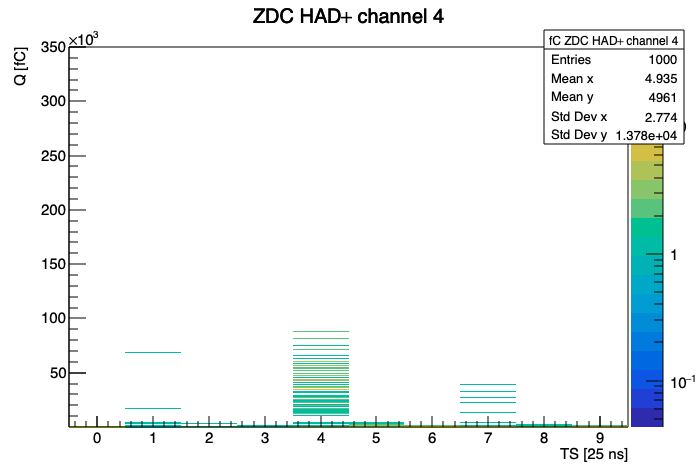 ZDC HAD+ channel 4
Q [fC]
350 ×10³
300
250
200
150
100
50
0 1 2 3 4 5 6 7 8 9
TS [25 ns]
fC ZDC HAD+ channel 4
Entries 1000
Mean x 4.935
Mean y 4961
Std Dev x 2.774
Std Dev y 1.378e+04
1
10⁻¹